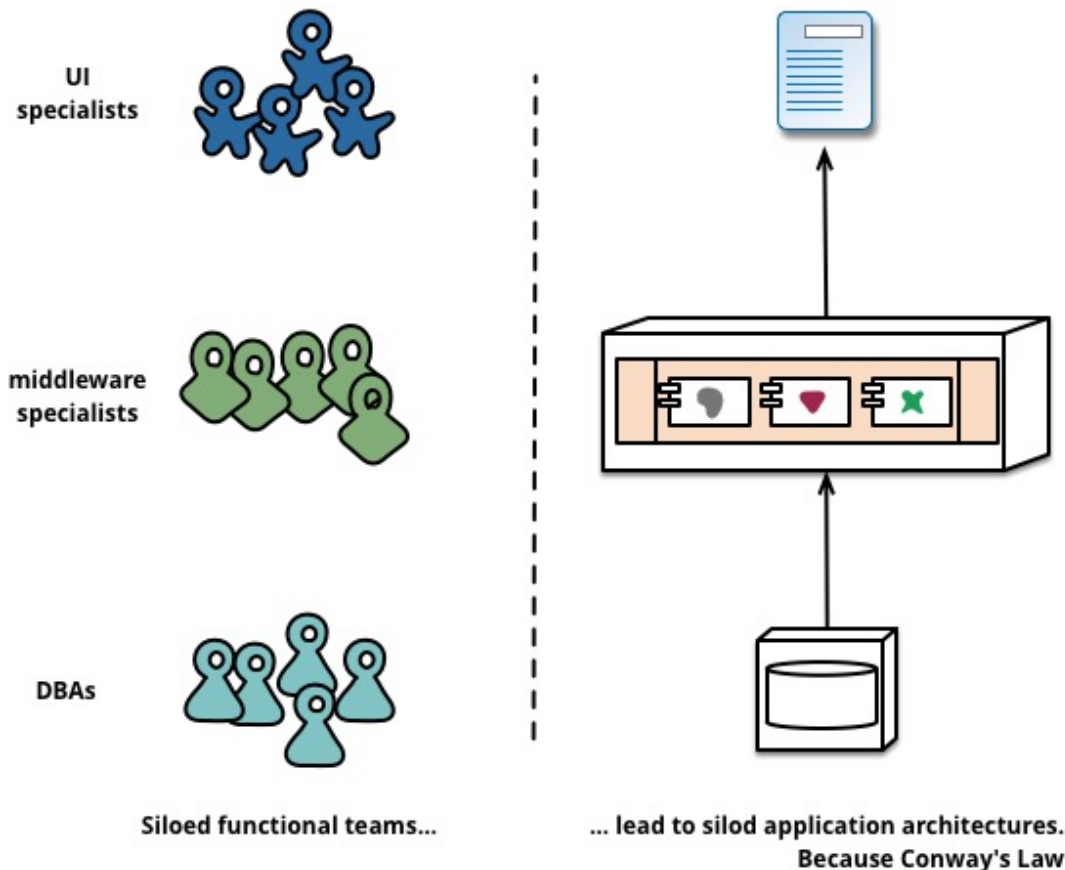 UI
specialists
middleware
specialists
DBAs
Siloed functional teams...
... lead to silod application architectures.
Because Conway's Law